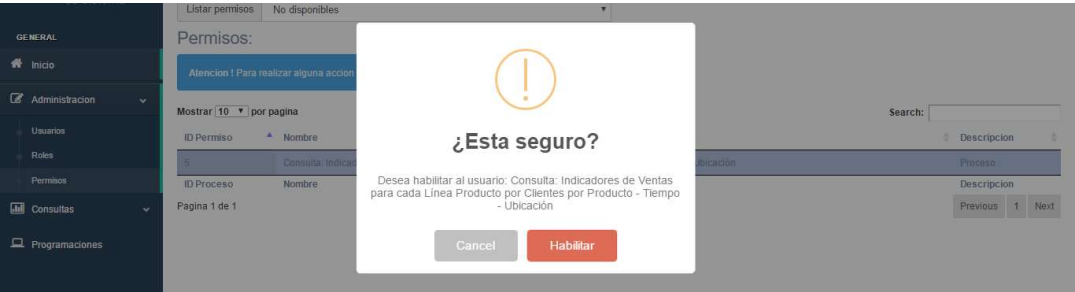 Listar permisos No disponibles
GENERAL
Permisos:
Inicio
Atencion ! Para realizar alguna accion
Administracion
Mostrar 10 por pagina Search:
Usuarios
ID Permiso Nombre Descripcion
¿Esta seguro?
Roles
5 Consulta: Indicad bicación Proceso
Permisos
ID Proceso Nombre Descripcion
Desea habilitar al usuario: Consulta: Indicadores de Ventas
para cada Línea Producto por Clientes por Producto - Tiempo
- Ubicación
Consultas
Pagina 1 de 1 Previous 1 Next
Cancel Habilitar
Programaciones